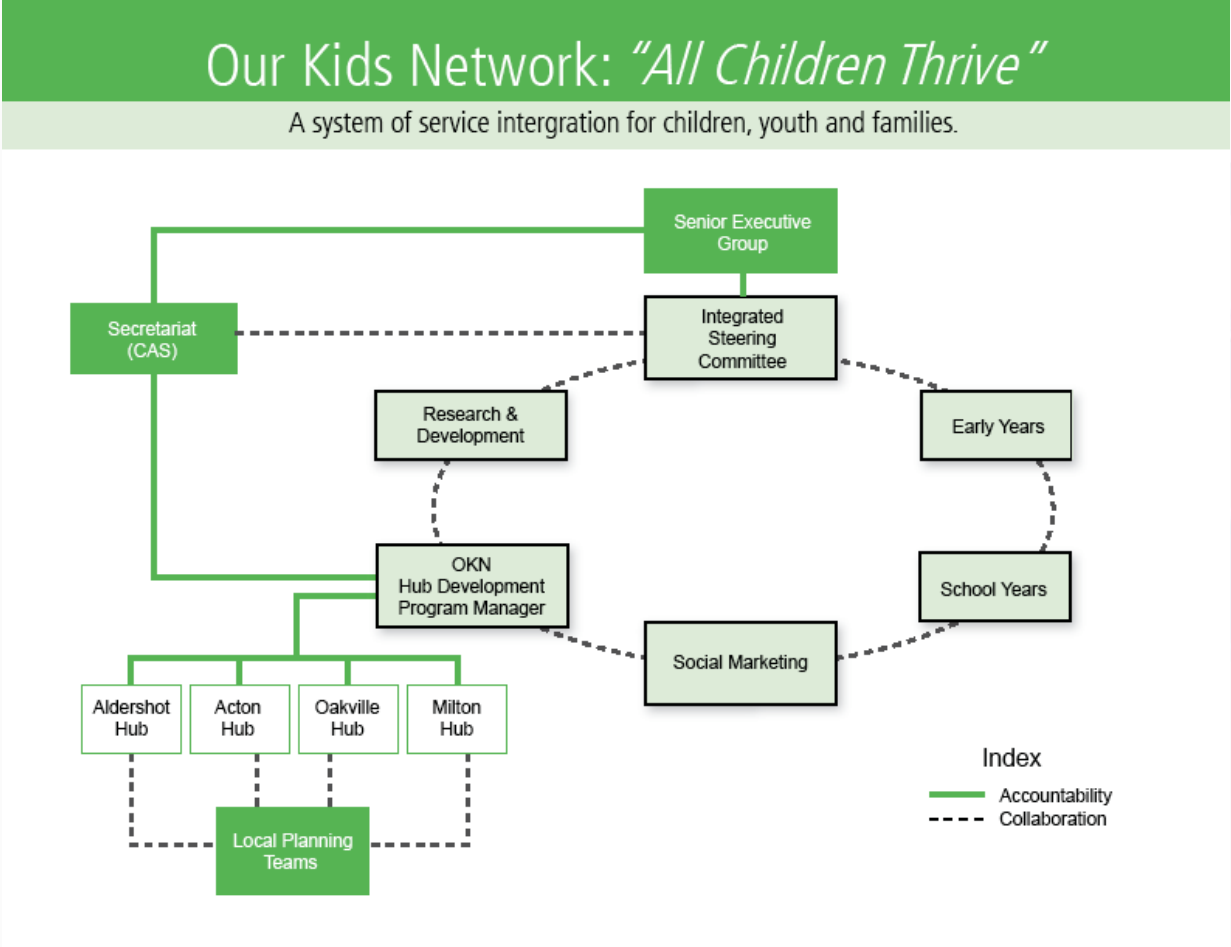 Our Kids Network: “All Children Thrive”
A system of service intergration for children, youth and families.
Senior Executive
Group
Secretariat
(CAS)
Integrated
Steering
Committee
Research &
Development
Early Years
OKN
Hub Development
Program Manager
School Years
Social Marketing
Aldershot
Hub
Acton
Hub
Oakville
Hub
Milton
Hub
Local Planning
Teams
Index
Accountability
Collaboration